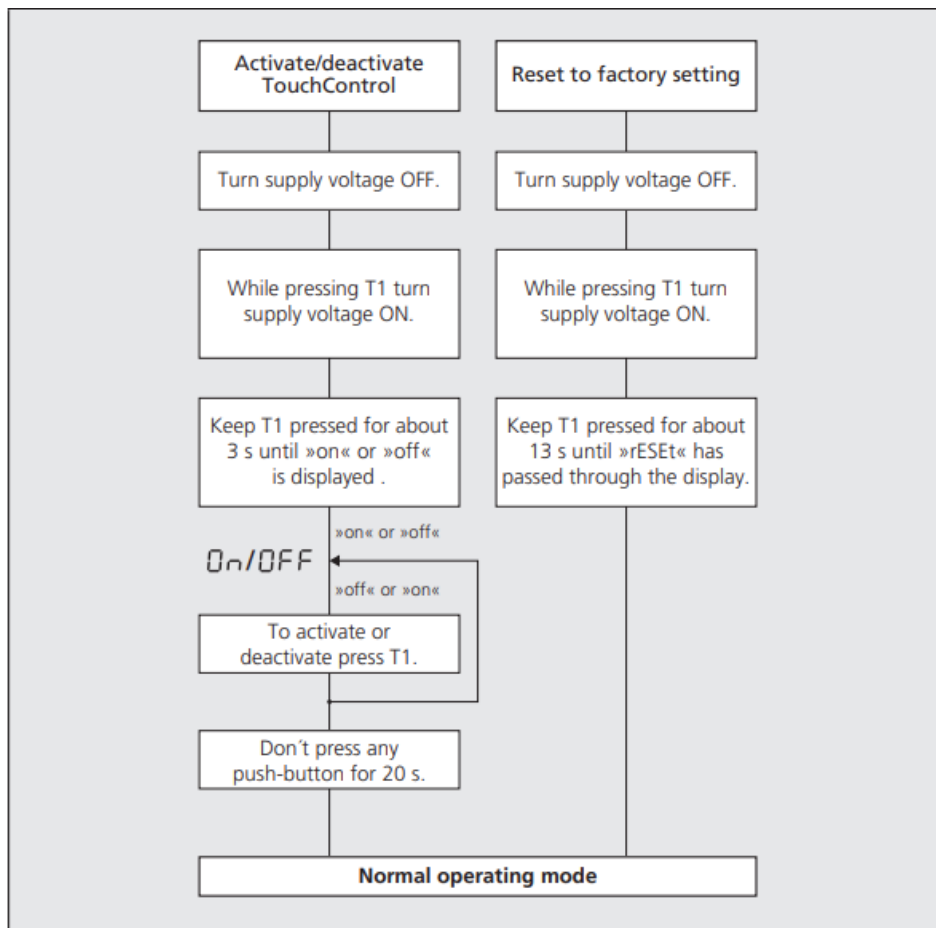 Activate/deactivate
TouchControl
Turn supply voltage OFF.
While pressing T1 turn
supply voltage ON.
Keep T1 pressed for about
3 s until »on« or »off«
is displayed .
»on« or »off«
On/OFF
»off« or »on«
To activate or
deactivate press T1.
Don´t press any
push-button for 20 s.
Reset to factory setting
Turn supply voltage OFF.
While pressing T1 turn
supply voltage ON.
Keep T1 pressed for about
13 s until »rESEt« has
passed through the display.
Normal operating mode